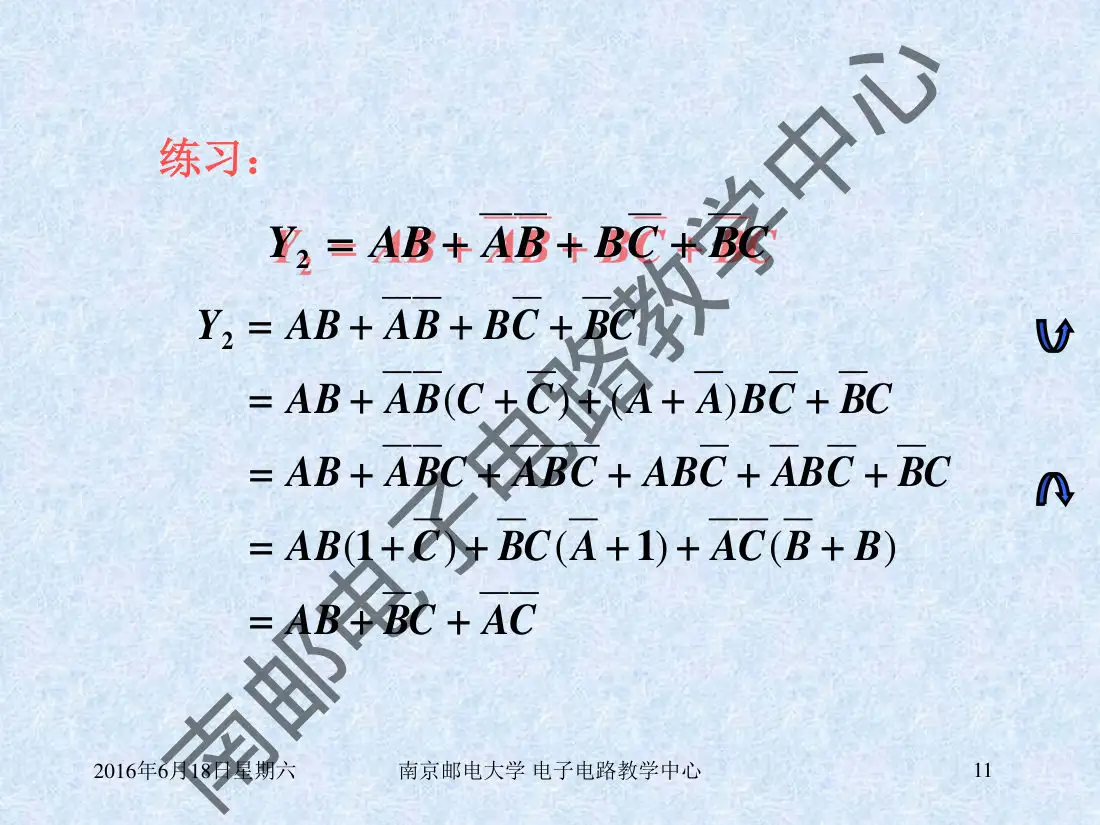 练习：
Y₂ = AB + A̅B̅ + BC̅ + B̅C
Y₂ = AB + A̅B̅ + BC̅ + B̅C
= AB + A̅B̅(C + C̅) + (A + A̅)BC̅ + B̅C
= AB + A̅B̅C + A̅B̅C̅ + ABC̅ + A̅BC̅ + B̅C
= AB(1 + C̅) + B̅C(A̅ + 1) + A̅C̅(B̅ + B)
= AB + B̅C + A̅C̅
南邮电子电路教学中心
2016年6月18日星期六 南京邮电大学 电子电路教学中心 11